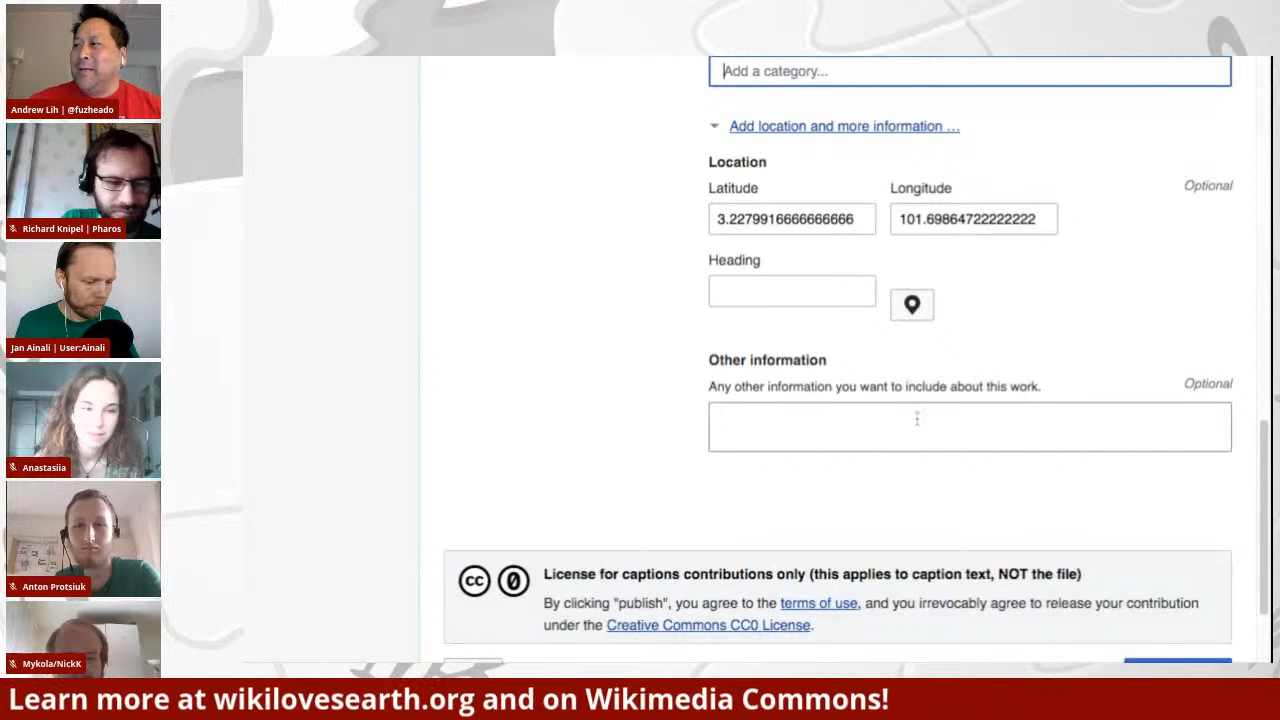 Andrew Lih | @fuzheado
Richard Knipel | Pharos
Jan Ainali | User:Ainali
Anastasiia
Anton Protsiuk
Mykola/NickK
Add a category...
Add location and more information ...
Location
Latitude
Longitude
Optional
3.2279916666666666
101.69864722222222
Heading
Other information
Any other information you want to include about this work.
Optional
cc 0
License for captions contributions only (this applies to caption text, NOT the file)
By clicking "publish", you agree to the terms of use, and you irrevocably agree to release your contribution
under the Creative Commons CC0 License.
Learn more at wikilovesearth.org and on Wikimedia Commons!